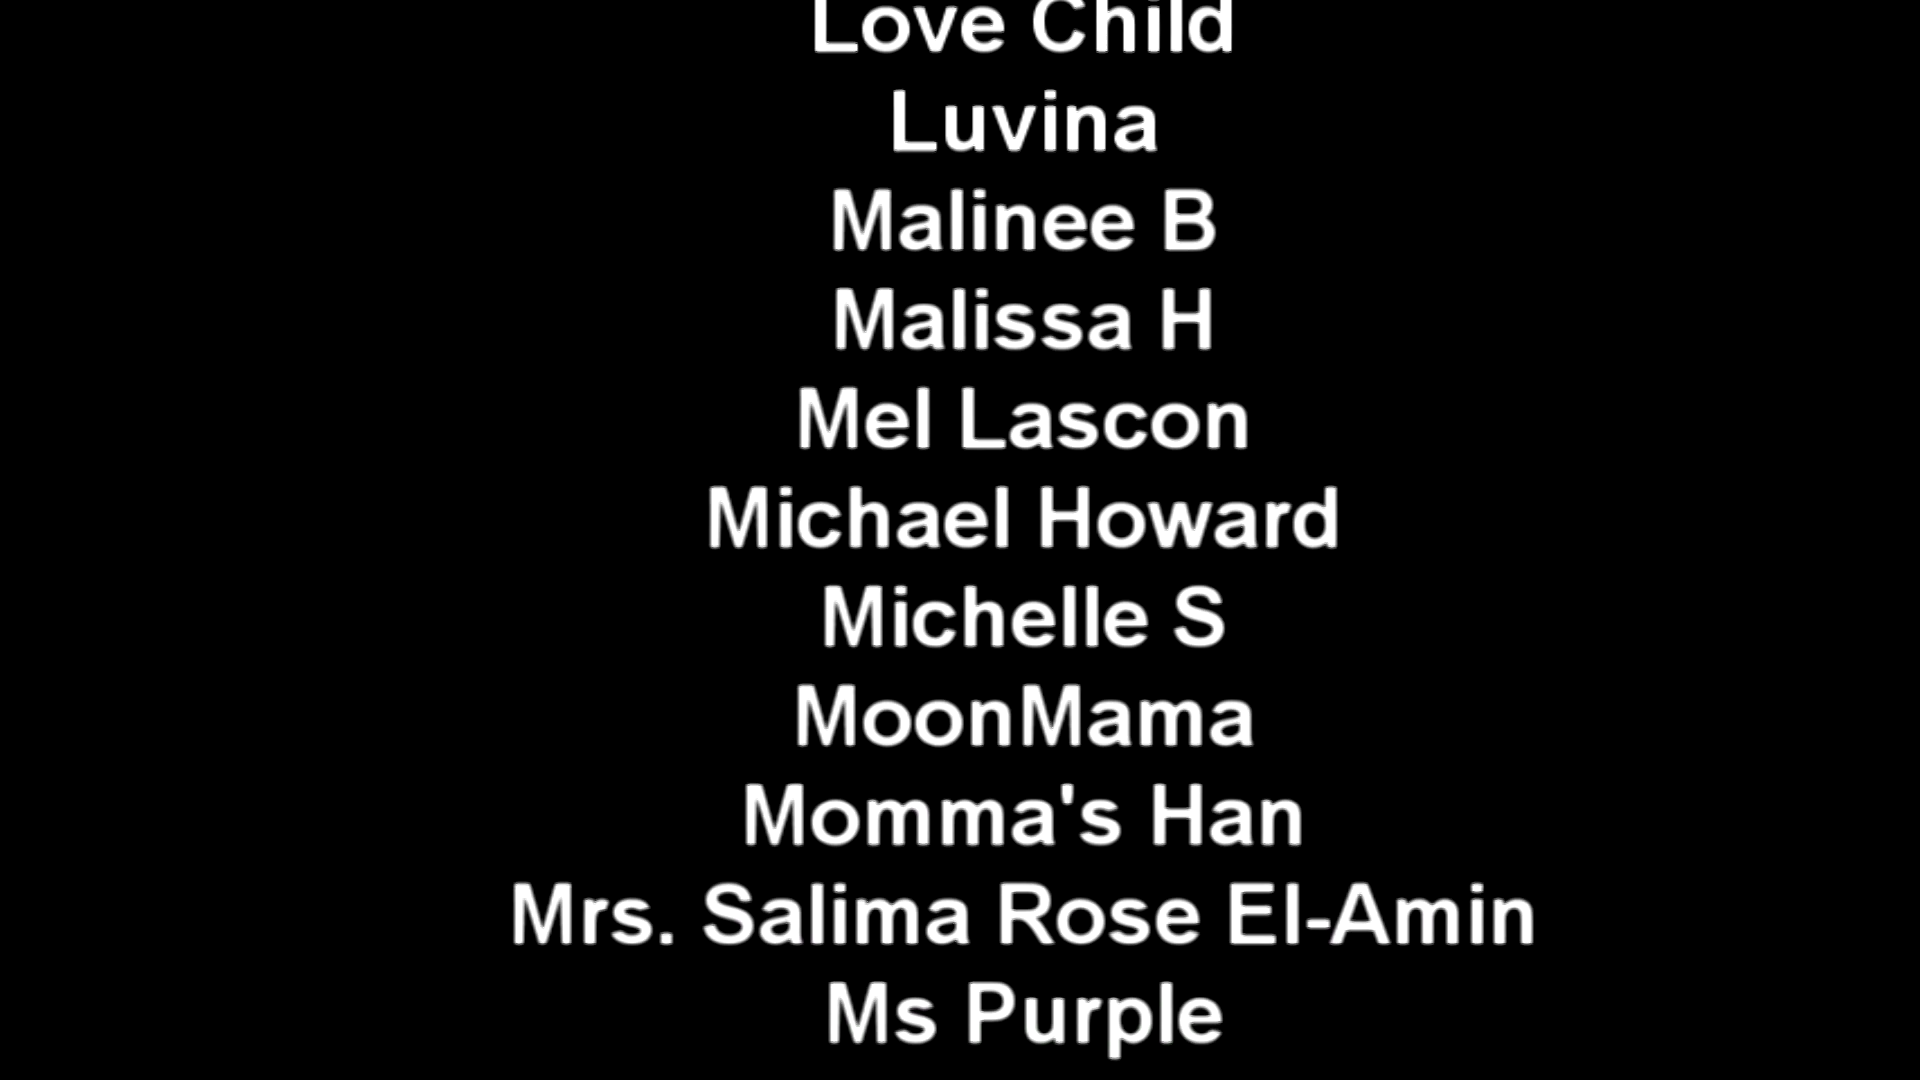 Love Child
Luvina
Malinee B
Malissa H
Mel Lascon
Michael Howard
Michelle S
MoonMama
Momma's Han
Mrs. Salima Rose El-Amin
Ms Purple